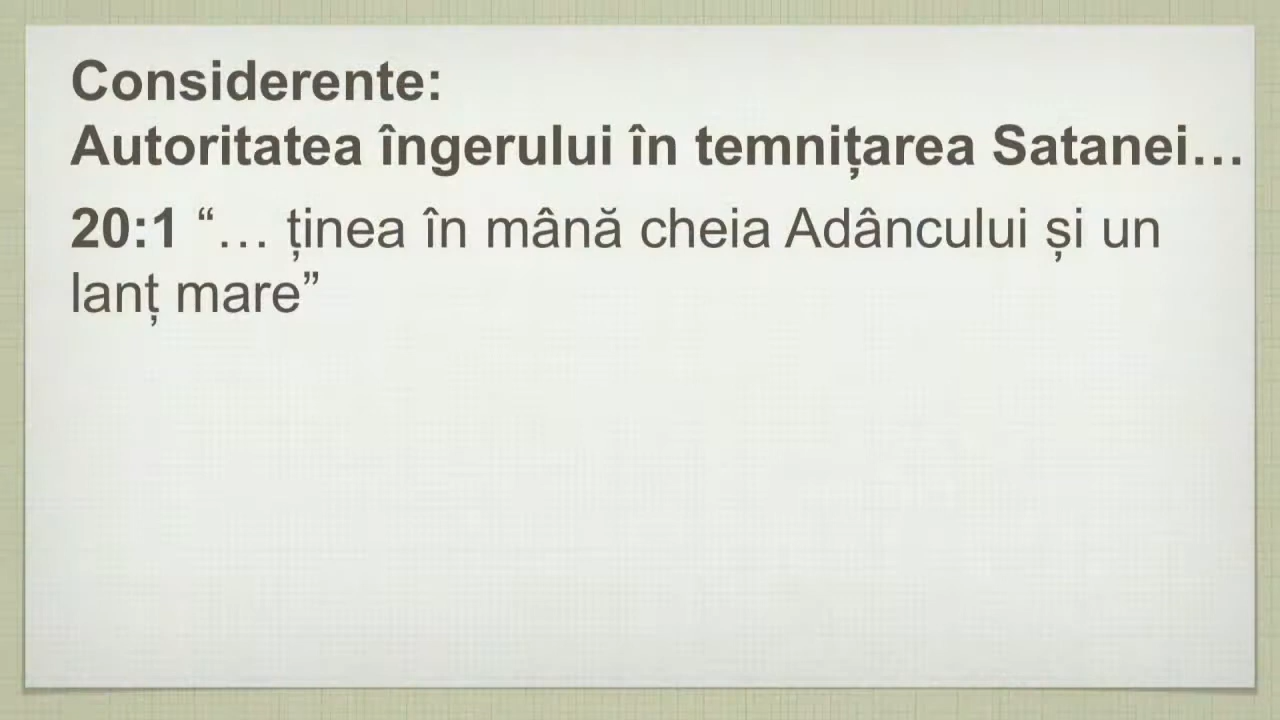 Considerente:
Autoritatea îngerului în temnițarea Satanei…
20:1 “… ținea în mână cheia Adâncului și un
lanț mare”